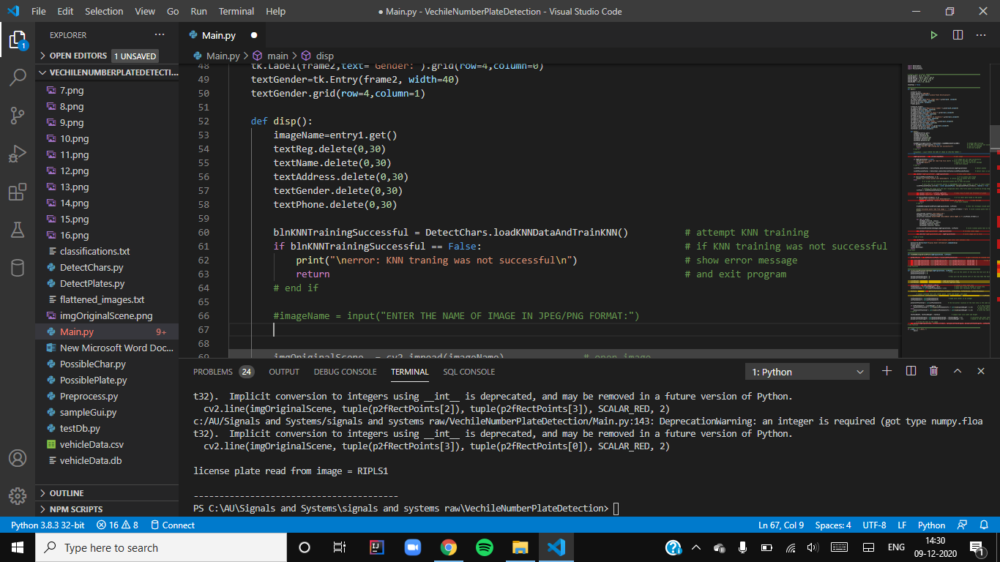 File Edit Selection View Go Run Terminal Help ● Main.py - VechileNumberPlateDetection - Visual Studio Code
EXPLORER ···
OPEN EDITORS 1 UNSAVED
VECHILENUMBERPLATEDETECTI...
7.png
8.png
9.png
10.png
11.png
12.png
13.png
14.png
15.png
16.png
classifications.txt
DetectChars.py
DetectPlates.py
flattened_images.txt
imgOriginalScene.png
Main.py 9+
New Microsoft Word Doc...
PossibleChar.py
PossiblePlate.py
Preprocess.py
sampleGui.py
testDb.py
vehicleData.csv
vehicleData.db
OUTLINE
NPM SCRIPTS
1
Main.py ●
Main.py > main > disp
48 tk.Label(frame2,text="Gender:").grid(row=4,column=0)
49 textGender=tk.Entry(frame2, width=40)
50 textGender.grid(row=4,column=1)
51
52 def disp():
53 imageName=entry1.get()
54 textReg.delete(0,30)
55 textName.delete(0,30)
56 textAddress.delete(0,30)
57 textGender.delete(0,30)
58 textPhone.delete(0,30)
59
60 blnKNNTrainingSuccessful = DetectChars.loadKNNDataAndTrainKNN() # attempt KNN training
61 if blnKNNTrainingSuccessful == False: # if KNN training was not successful
62 print("\nerror: KNN traning was not successful\n") # show error message
63 return # and exit program
64 # end if
65
66 #imageName = input("ENTER THE NAME OF IMAGE IN JPEG/PNG FORMAT:")
67
68
69 imgOriginalScene = cv2.imread(imageName) # open image
PROBLEMS 24 OUTPUT DEBUG CONSOLE TERMINAL SQL CONSOLE 1: Python
t32). Implicit conversion to integers using __int__ is deprecated, and may be removed in a future version of Python.
cv2.line(imgOriginalScene, tuple(p2fRectPoints[2]), tuple(p2fRectPoints[3]), SCALAR_RED, 2)
c:/AU/Signals and Systems/signals and systems raw/VechileNumberPlateDetection/Main.py:143: DeprecationWarning: an integer is required (got type numpy.floa
t32). Implicit conversion to integers using __int__ is deprecated, and may be removed in a future version of Python.
cv2.line(imgOriginalScene, tuple(p2fRectPoints[3]), tuple(p2fRectPoints[0]), SCALAR_RED, 2)
license plate read from image = RIPLS1
----------------------------------------
PS C:\AU\Signals and Systems\signals and systems raw\VechileNumberPlateDetection>
Python 3.8.3 32-bit 16 8 Connect Ln 67, Col 9 Spaces: 4 UTF-8 LF Python
Type here to search ENG 14:30
09-12-2020 1